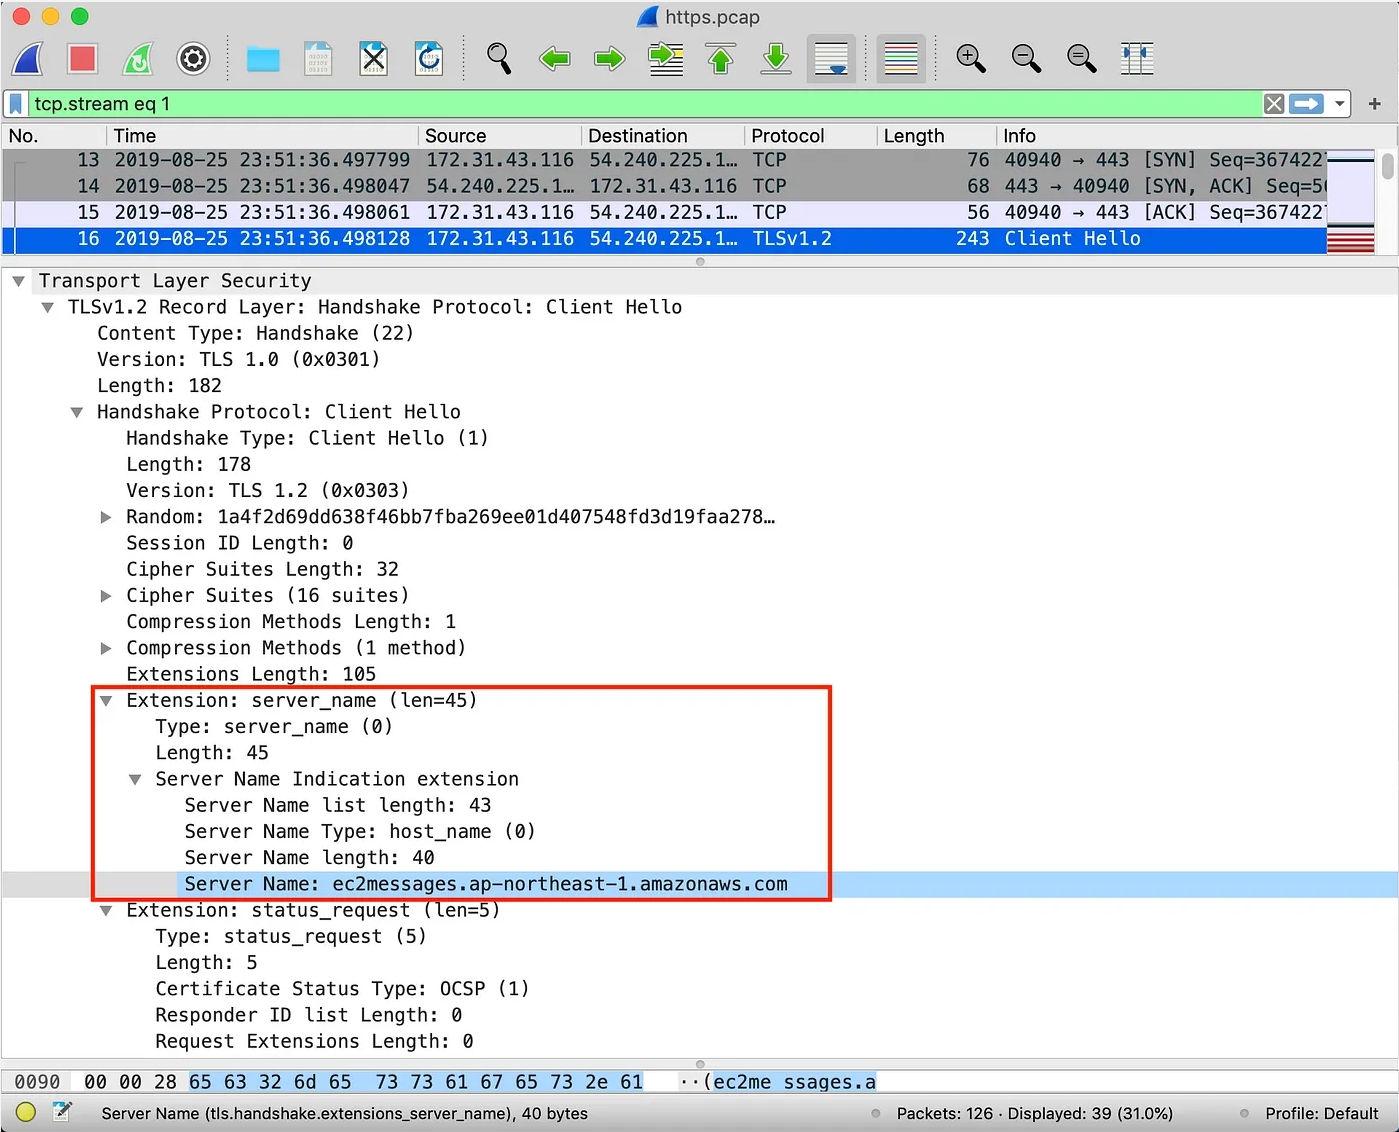 https.pcap
tcp.stream eq 1
No. Time Source Destination Protocol Length Info
13 2019-08-25 23:51:36.497799 172.31.43.116 54.240.225.1… TCP 76 40940 → 443 [SYN] Seq=367422
14 2019-08-25 23:51:36.498047 54.240.225.1… 172.31.43.116 TCP 68 443 → 40940 [SYN, ACK] Seq=5
15 2019-08-25 23:51:36.498061 172.31.43.116 54.240.225.1… TCP 56 40940 → 443 [ACK] Seq=367422
16 2019-08-25 23:51:36.498128 172.31.43.116 54.240.225.1… TLSv1.2 243 Client Hello
Transport Layer Security
TLSv1.2 Record Layer: Handshake Protocol: Client Hello
Content Type: Handshake (22)
Version: TLS 1.0 (0x0301)
Length: 182
Handshake Protocol: Client Hello
Handshake Type: Client Hello (1)
Length: 178
Version: TLS 1.2 (0x0303)
Random: 1a4f2d69dd638f46bb7fba269ee01d407548fd3d19faa278…
Session ID Length: 0
Cipher Suites Length: 32
Cipher Suites (16 suites)
Compression Methods Length: 1
Compression Methods (1 method)
Extensions Length: 105
Extension: server_name (len=45)
Type: server_name (0)
Length: 45
Server Name Indication extension
Server Name list length: 43
Server Name Type: host_name (0)
Server Name length: 40
Server Name: ec2messages.ap-northeast-1.amazonaws.com
Extension: status_request (len=5)
Type: status_request (5)
Length: 5
Certificate Status Type: OCSP (1)
Responder ID list Length: 0
Request Extensions Length: 0
0090 00 00 28 65 63 32 6d 65 73 73 61 67 65 73 2e 61 ··(ec2me ssages.a
Server Name (tls.handshake.extensions_server_name), 40 bytes Packets: 126 · Displayed: 39 (31.0%) Profile: Default